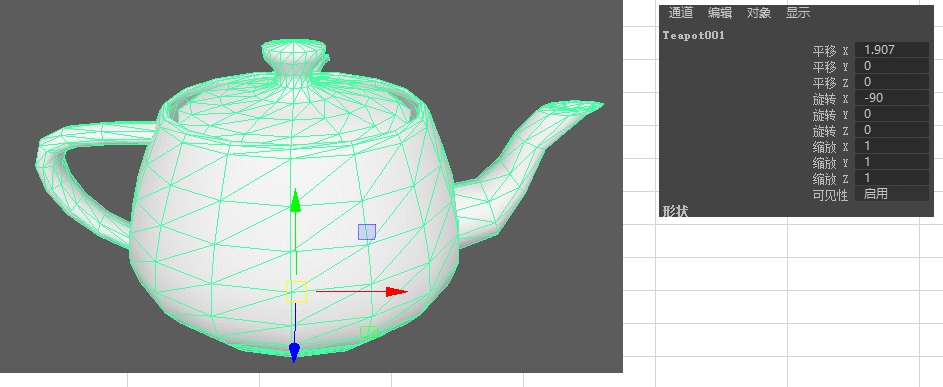 通道 编辑 对象 显示
Teapot001
平移 X 1.907
平移 Y 0
平移 Z 0
旋转 X -90
旋转 Y 0
旋转 Z 0
缩放 X 1
缩放 Y 1
缩放 Z 1
可见性 启用
形状